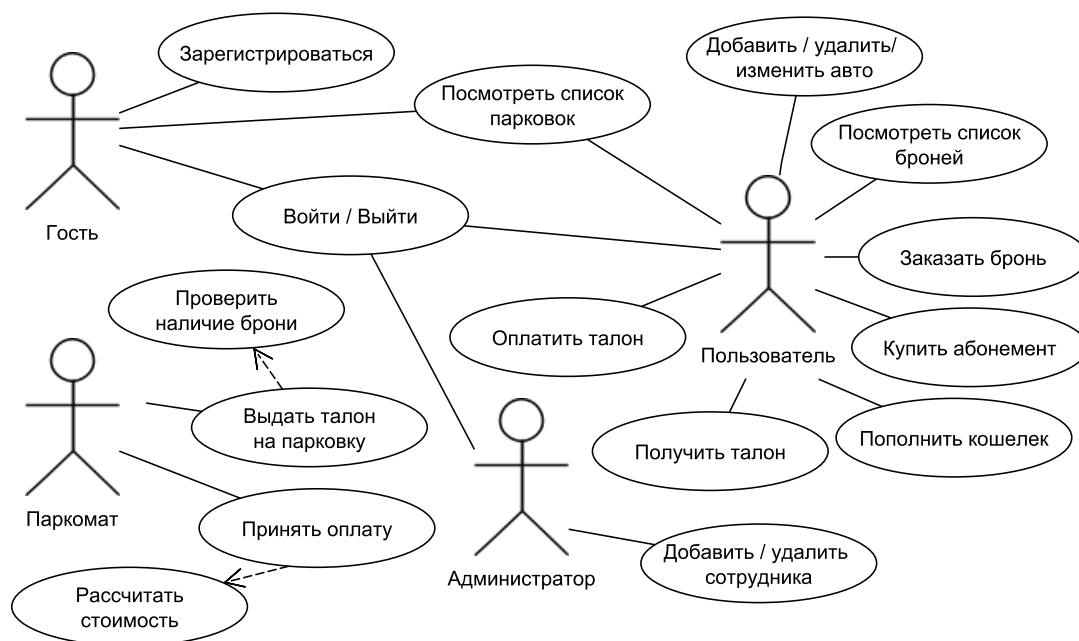 Зарегистрироваться
Добавить / удалить/
изменить авто
Посмотреть список
парковок
Посмотреть список
броней
Войти / Выйти
Гость
Заказать бронь
Проверить
наличие брони
Оплатить талон
Пользователь
Купить абонемент
Выдать талон
на парковку
Получить талон
Пополнить кошелек
Паркомат
Принять оплату
Администратор
Добавить / удалить
сотрудника
Рассчитать
стоимость